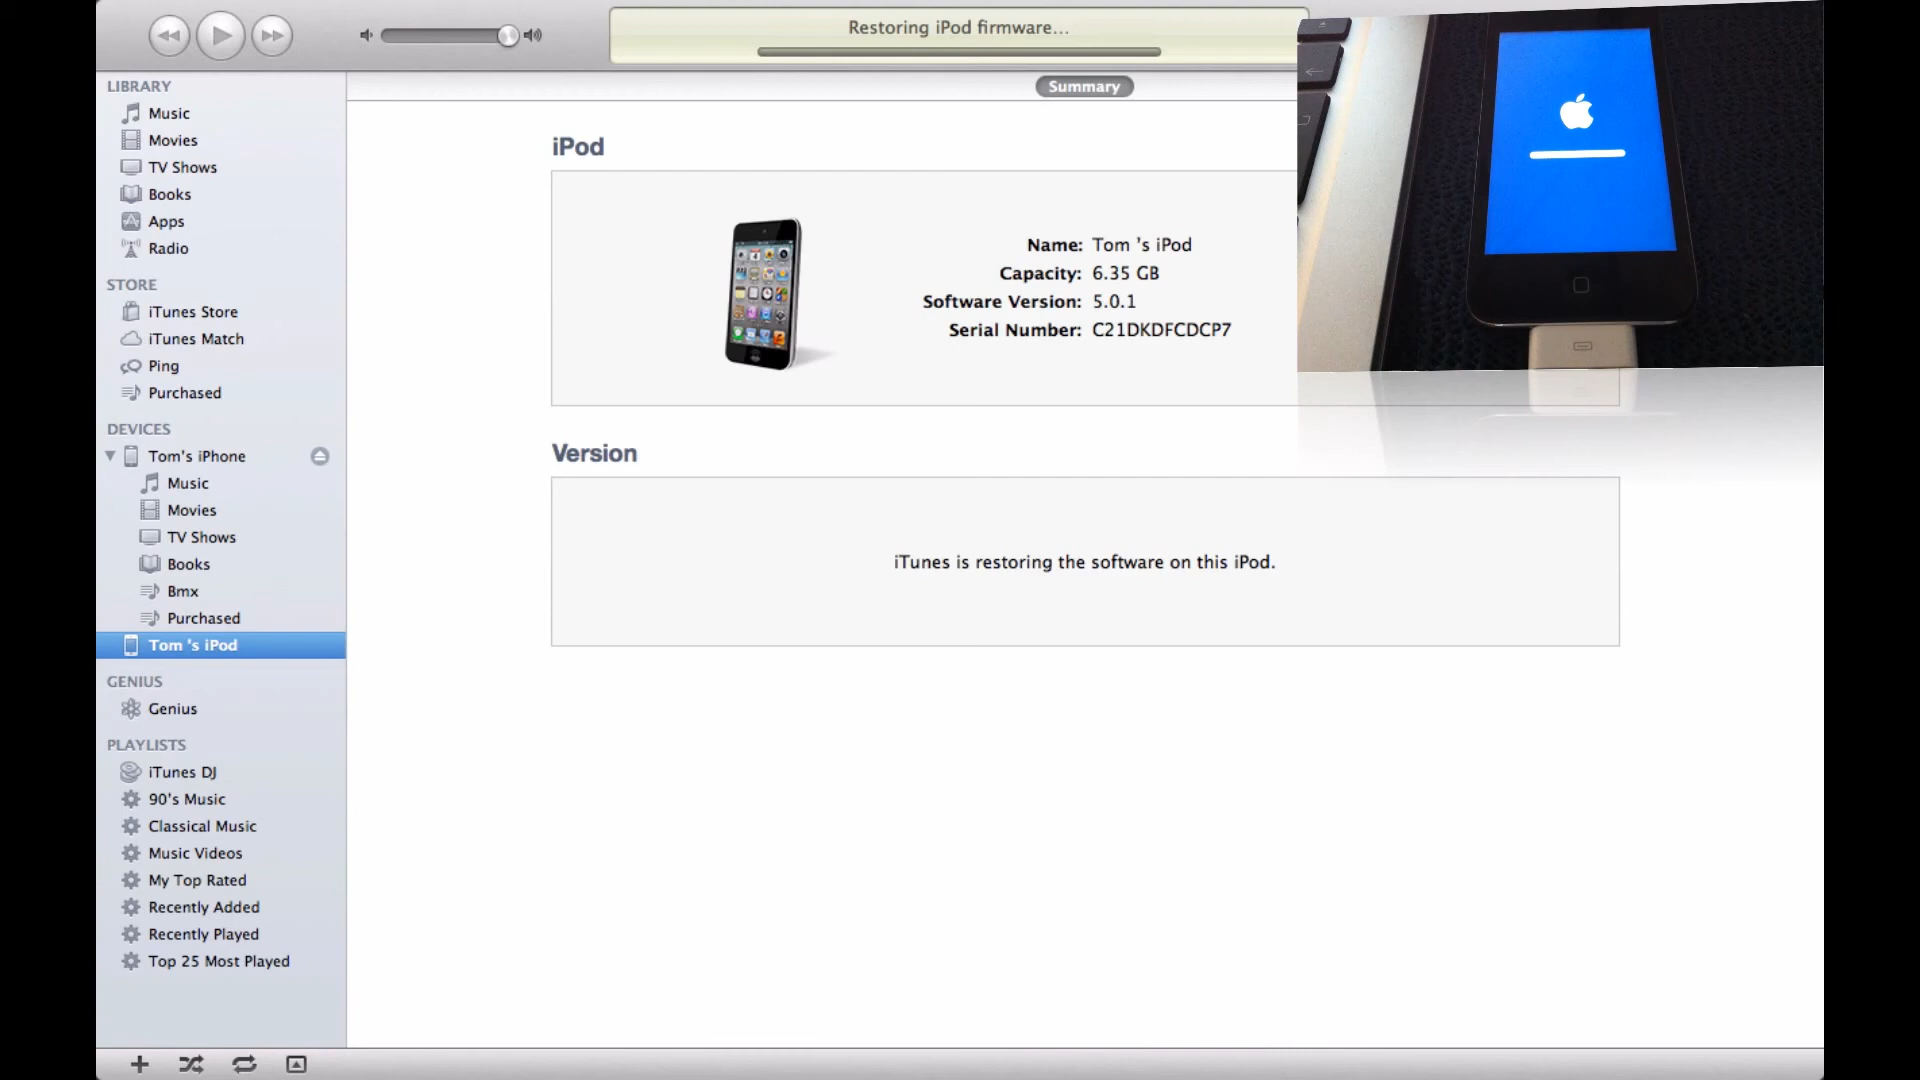 Restoring iPod firmware...
Summary
LIBRARY
Music
Movies
TV Shows
Books
Apps
Radio
STORE
iTunes Store
iTunes Match
Ping
Purchased
DEVICES
Tom's iPhone
Music
Movies
TV Shows
Books
Bmx
Purchased
Tom 's iPod
GENIUS
Genius
PLAYLISTS
iTunes DJ
90's Music
Classical Music
Music Videos
My Top Rated
Recently Added
Recently Played
Top 25 Most Played
iPod
Name: Tom 's iPod
Capacity: 6.35 GB
Software Version: 5.0.1
Serial Number: C21DKDFCDCP7
Version
iTunes is restoring the software on this iPod.